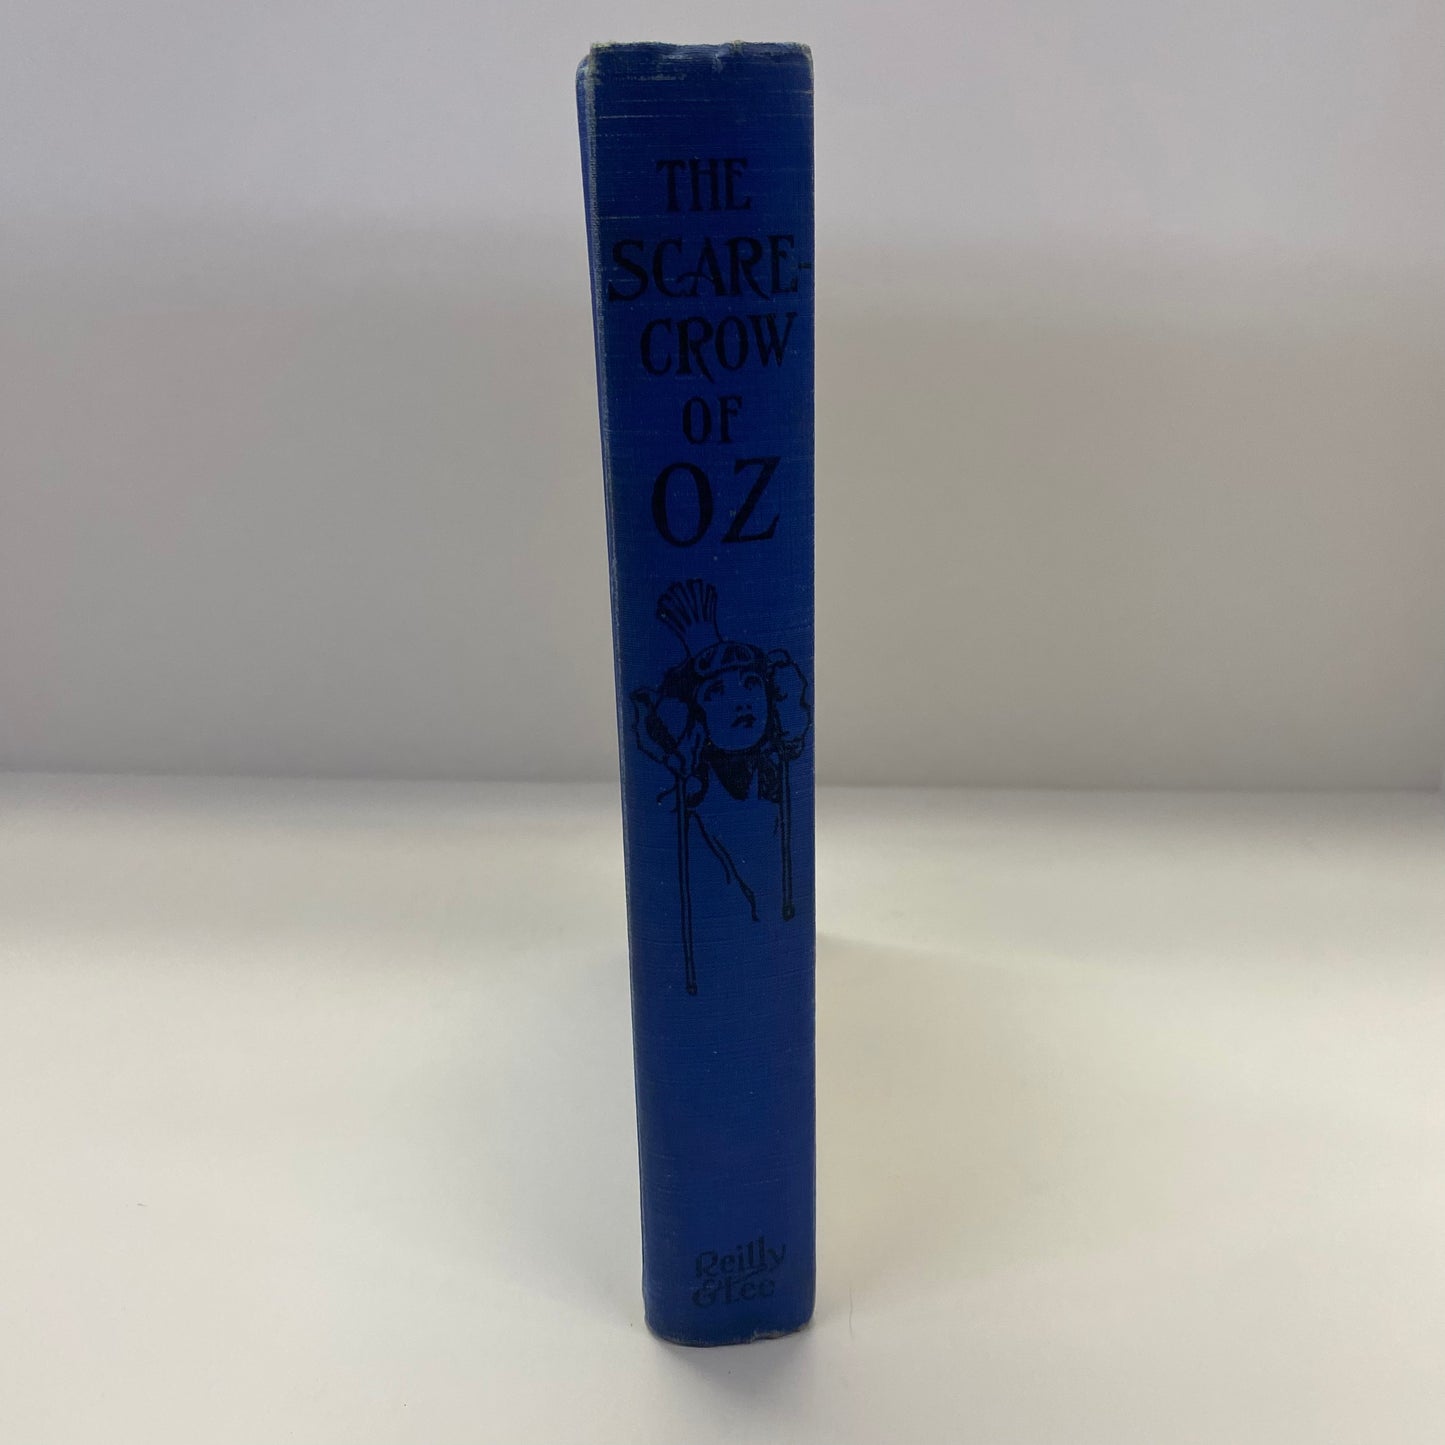 THE
SCARE-
CROW
OF
OZ
Reilly
& Lee